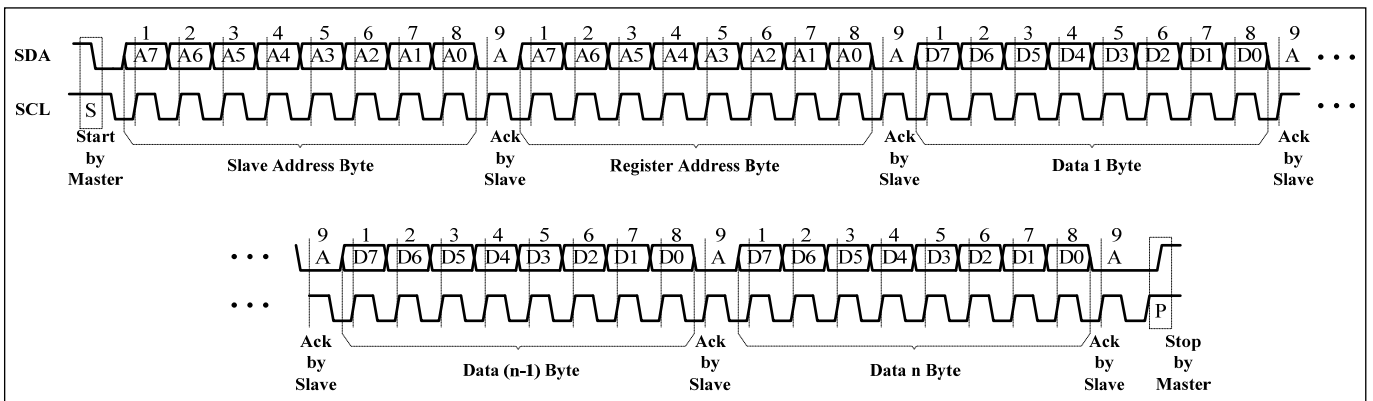 1 2 3 4 5 6 7 8 9 1 2 3 4 5 6 7 8 9 1 2 3 4 5 6 7 8 9
SDA A7 A6 A5 A4 A3 A2 A1 A0 A A7 A6 A5 A4 A3 A2 A1 A0 A D7 D6 D5 D4 D3 D2 D1 D0 A • • •
SCL S • • •
Start by Master
Slave Address Byte
Ack by Slave
Register Address Byte
Ack by Slave
Data 1 Byte
Ack by Slave
9 1 2 3 4 5 6 7 8 9 1 2 3 4 5 6 7 8 9
• • • A D7 D6 D5 D4 D3 D2 D1 D0 A D7 D6 D5 D4 D3 D2 D1 D0 A
• • • P
Ack by Slave
Data (n-1) Byte
Ack by Slave
Data n Byte
Ack by Slave
Stop by Master